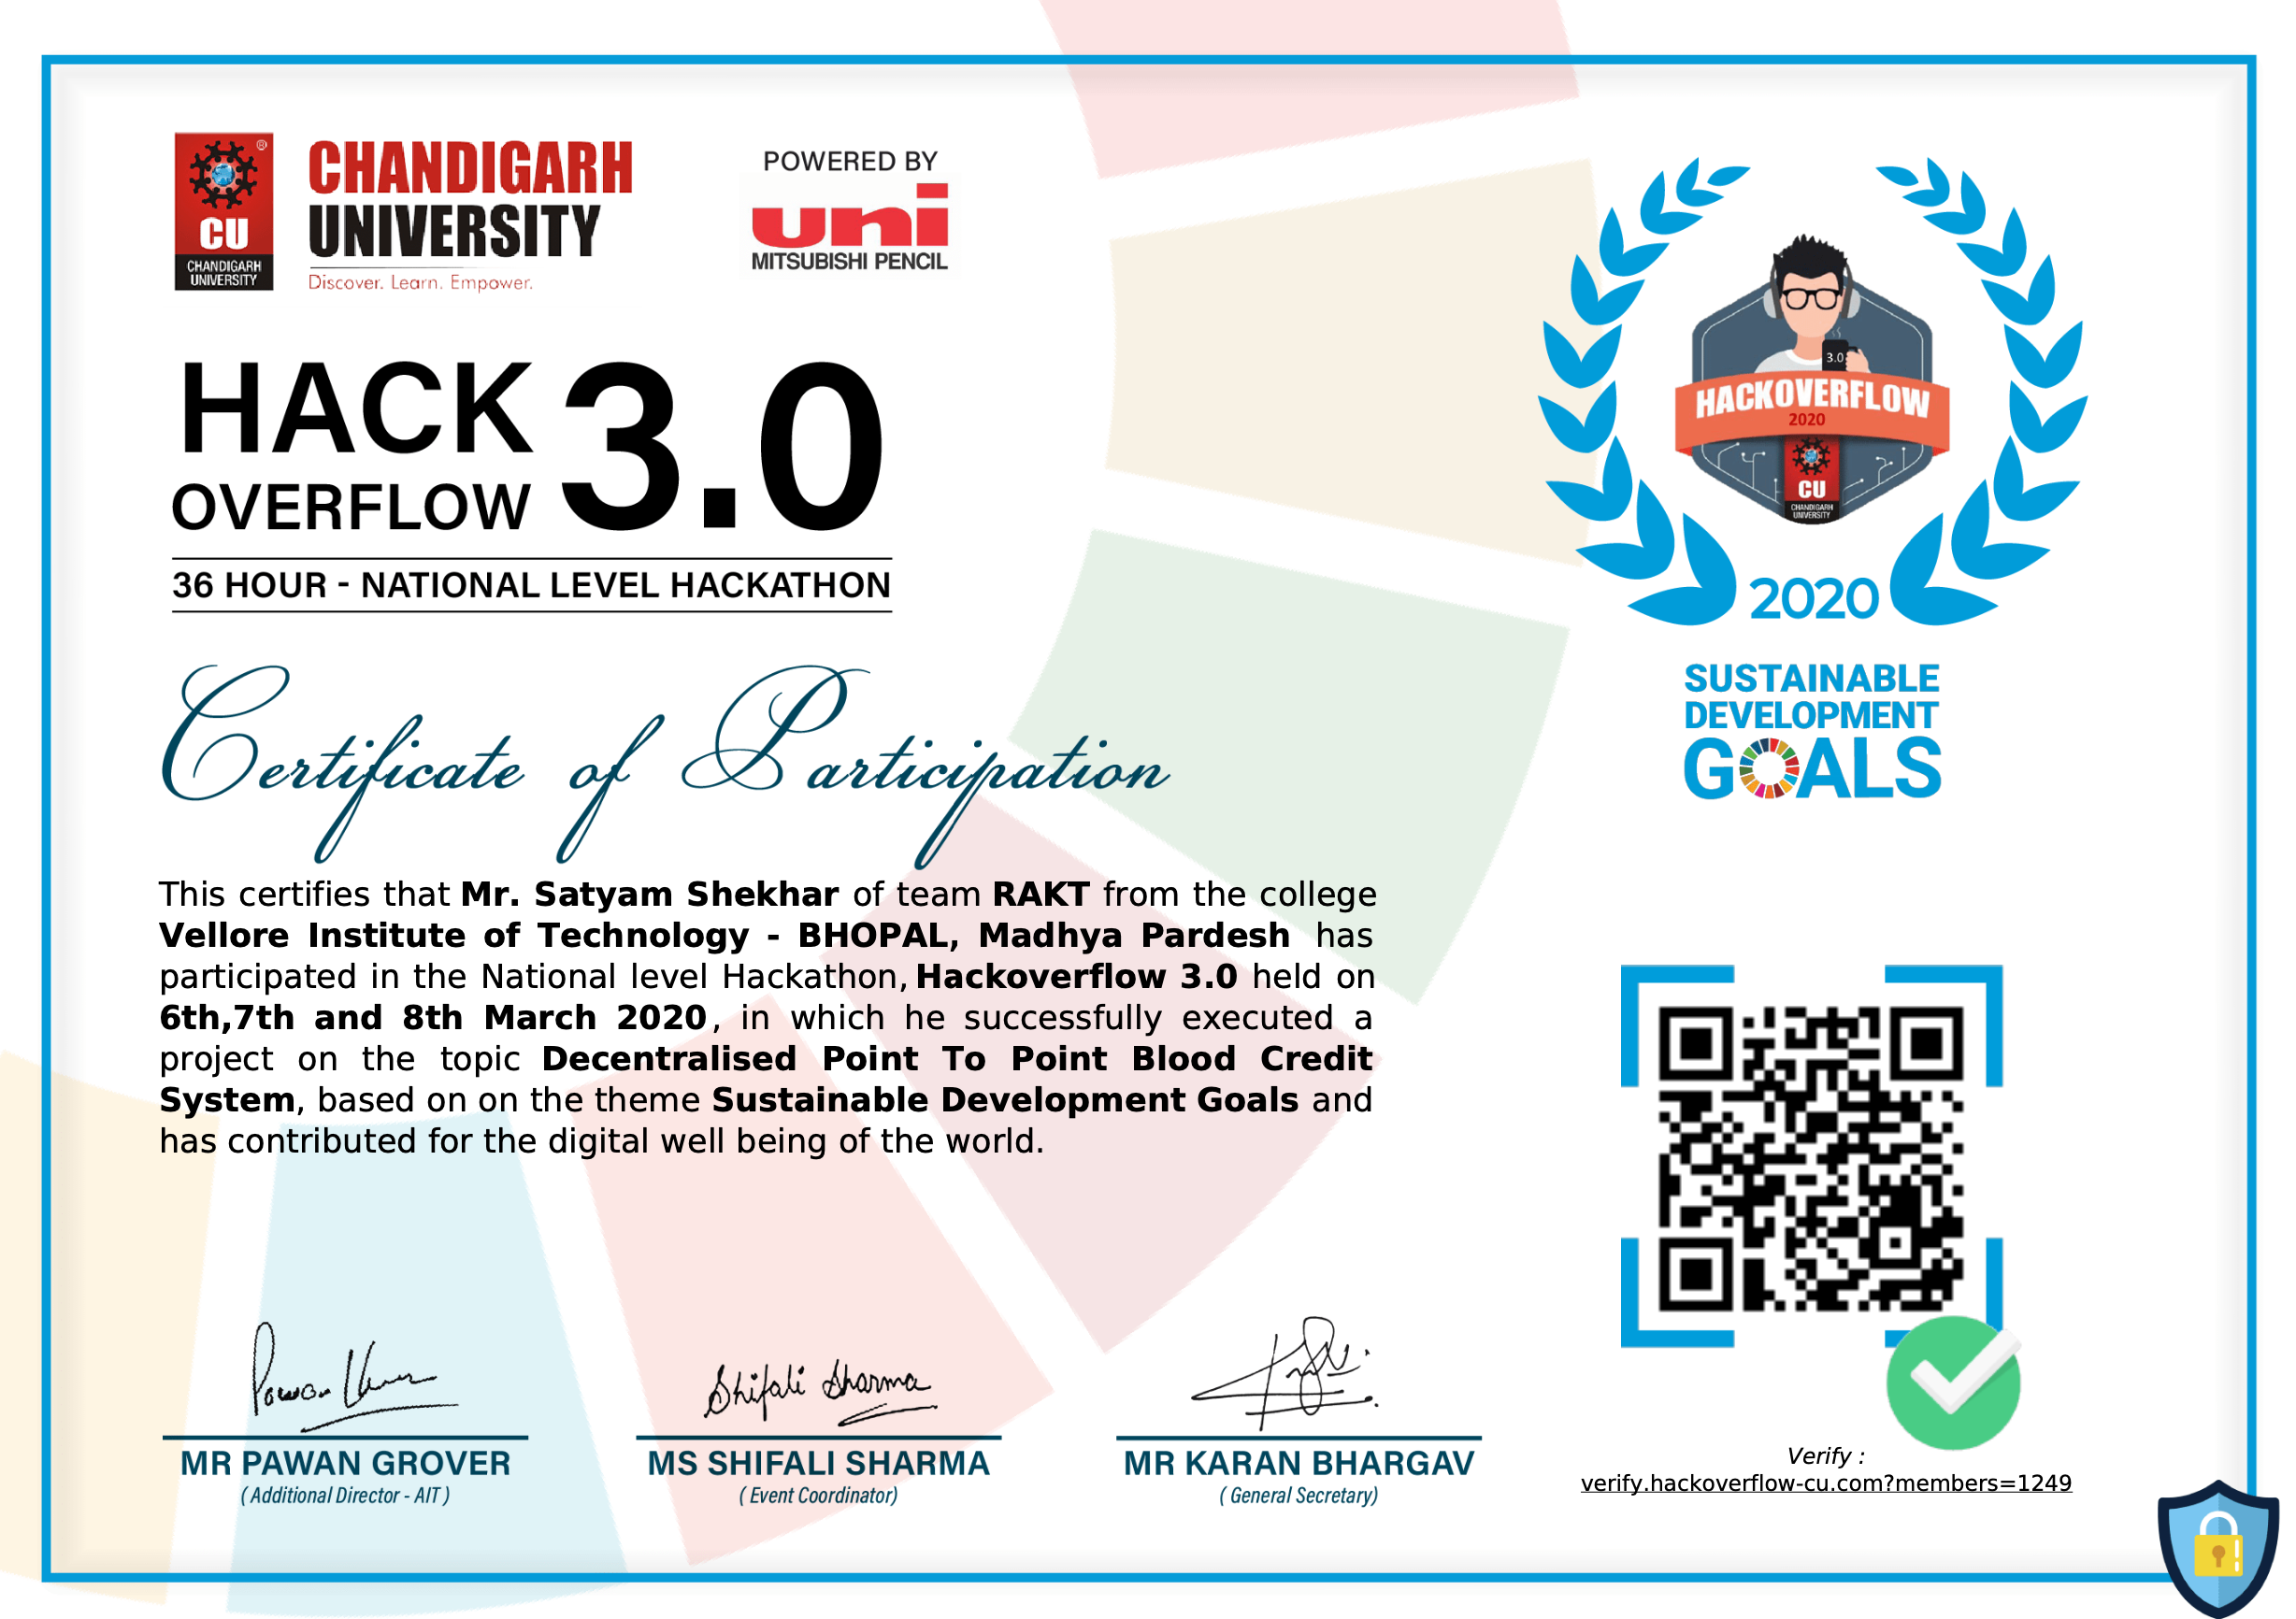 CU
CHANDIGARH
UNIVERSITY
®
CHANDIGARH
UNIVERSITY
Discover. Learn. Empower.
POWERED BY
uni
MITSUBISHI PENCIL
HACK
OVERFLOW
3.0
36 HOUR - NATIONAL LEVEL HACKATHON
3.0
HACKOVERFLOW
2020
CU
CHANDIGARH
UNIVERSITY
2020
SUSTAINABLE
DEVELOPMENT
GOALS
Certificate of Participation
This certifies that Mr. Satyam Shekhar of team RAKT from the college
Vellore Institute of Technology - BHOPAL, Madhya Pardesh has
participated in the National level Hackathon, Hackoverflow 3.0 held on
6th,7th and 8th March 2020, in which he successfully executed a
project on the topic Decentralised Point To Point Blood Credit
System, based on on the theme Sustainable Development Goals and
has contributed for the digital well being of the world.
Shifali Sharma
MR PAWAN GROVER
( Additional Director - AIT )
MS SHIFALI SHARMA
( Event Coordinator)
MR KARAN BHARGAV
( General Secretary)
Verify :
verify.hackoverflow-cu.com?members=1249